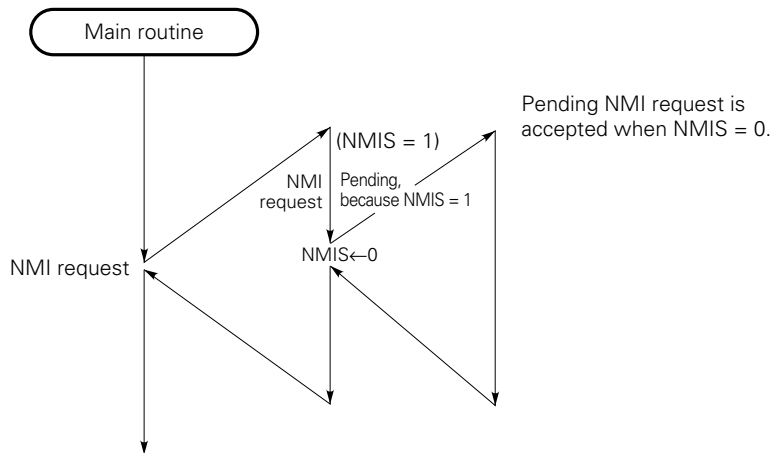 Main routine
Pending NMI request is
accepted when NMIS = 0.
(NMIS = 1)
NMI
request
Pending,
because NMIS = 1
NMIS←0
NMI request